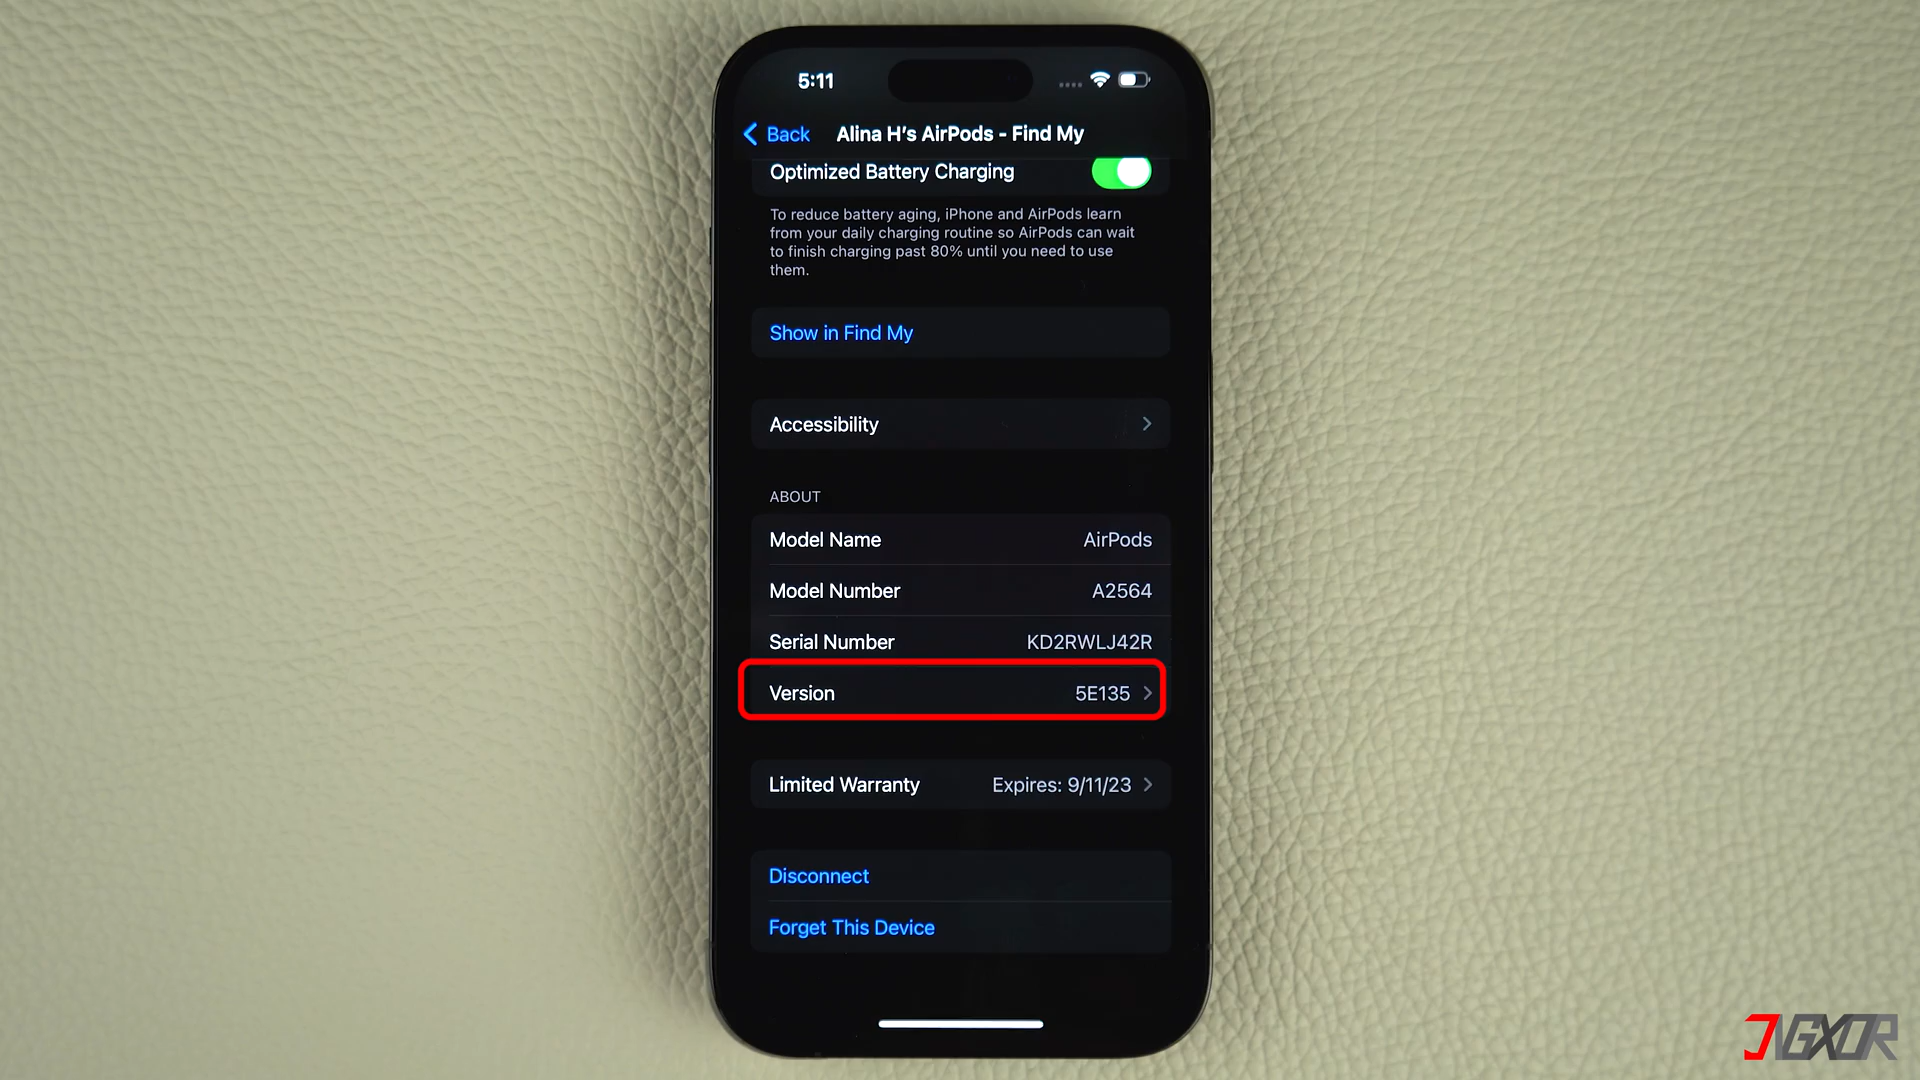 5:11
Back Alina H's AirPods - Find My
Optimized Battery Charging
To reduce battery aging, iPhone and AirPods learn
from your daily charging routine so AirPods can wait
to finish charging past 80% until you need to use
them.
Show in Find My
Accessibility
ABOUT
Model Name AirPods
Model Number A2564
Serial Number KD2RWLJ42R
Version 5E135
Limited Warranty Expires: 9/11/23
Disconnect
Forget This Device
JIGXOR